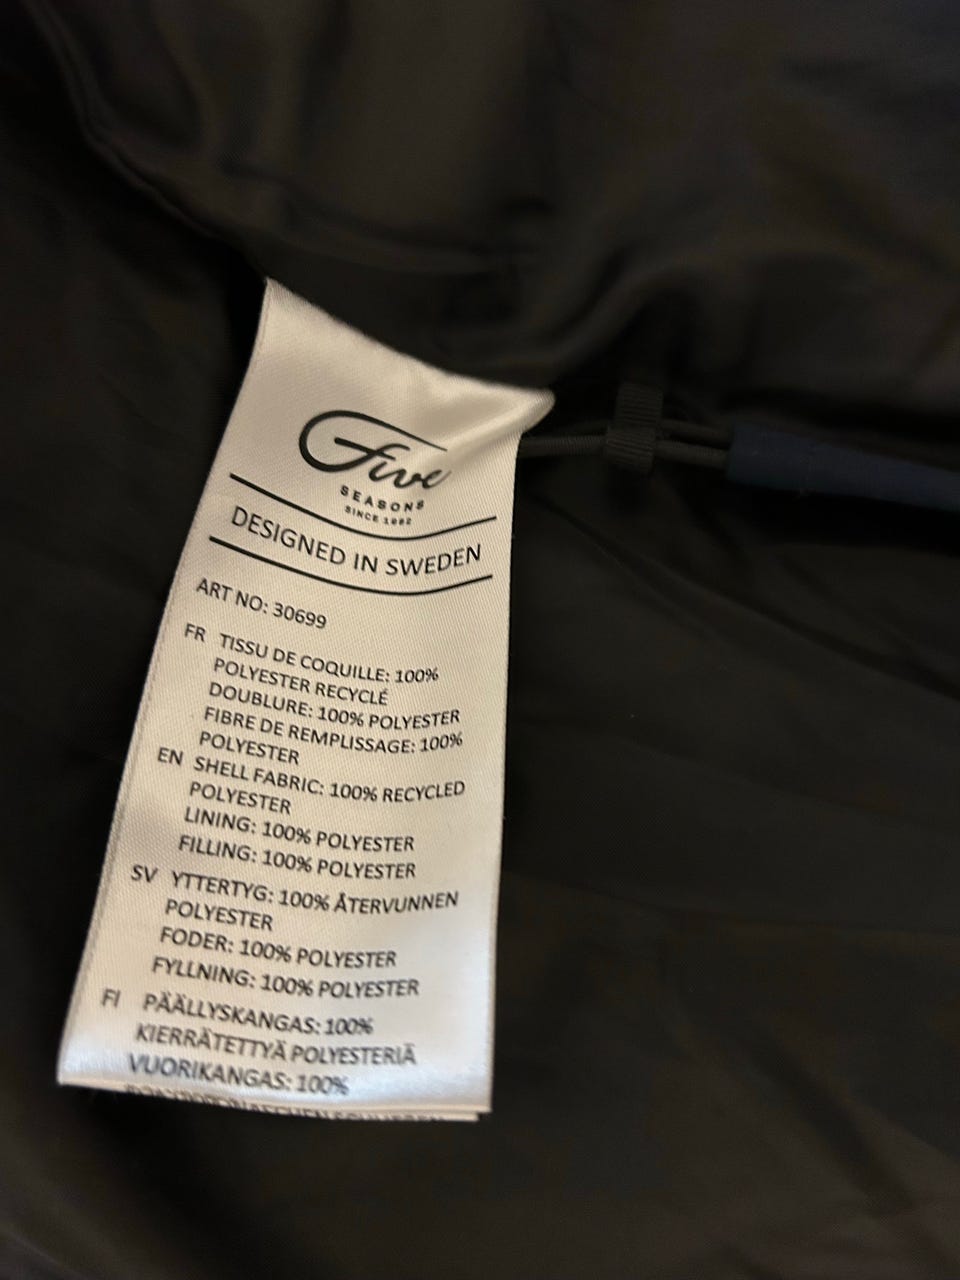 Five
SEASONS
SINCE 1982
DESIGNED IN SWEDEN
ART NO: 30699
FR TISSU DE COQUILLE: 100%
POLYESTER RECYCLÉ
DOUBLURE: 100% POLYESTER
FIBRE DE REMPLISSAGE: 100%
POLYESTER
EN SHELL FABRIC: 100% RECYCLED
POLYESTER
LINING: 100% POLYESTER
FILLING: 100% POLYESTER
SV YTTERTYG: 100% ÅTERVUNNEN
POLYESTER
FODER: 100% POLYESTER
FYLLNING: 100% POLYESTER
FI PÄÄLLYSKANGAS: 100%
KIERRÄTETTYÄ POLYESTERIÄ
VUORIKANGAS: 100%